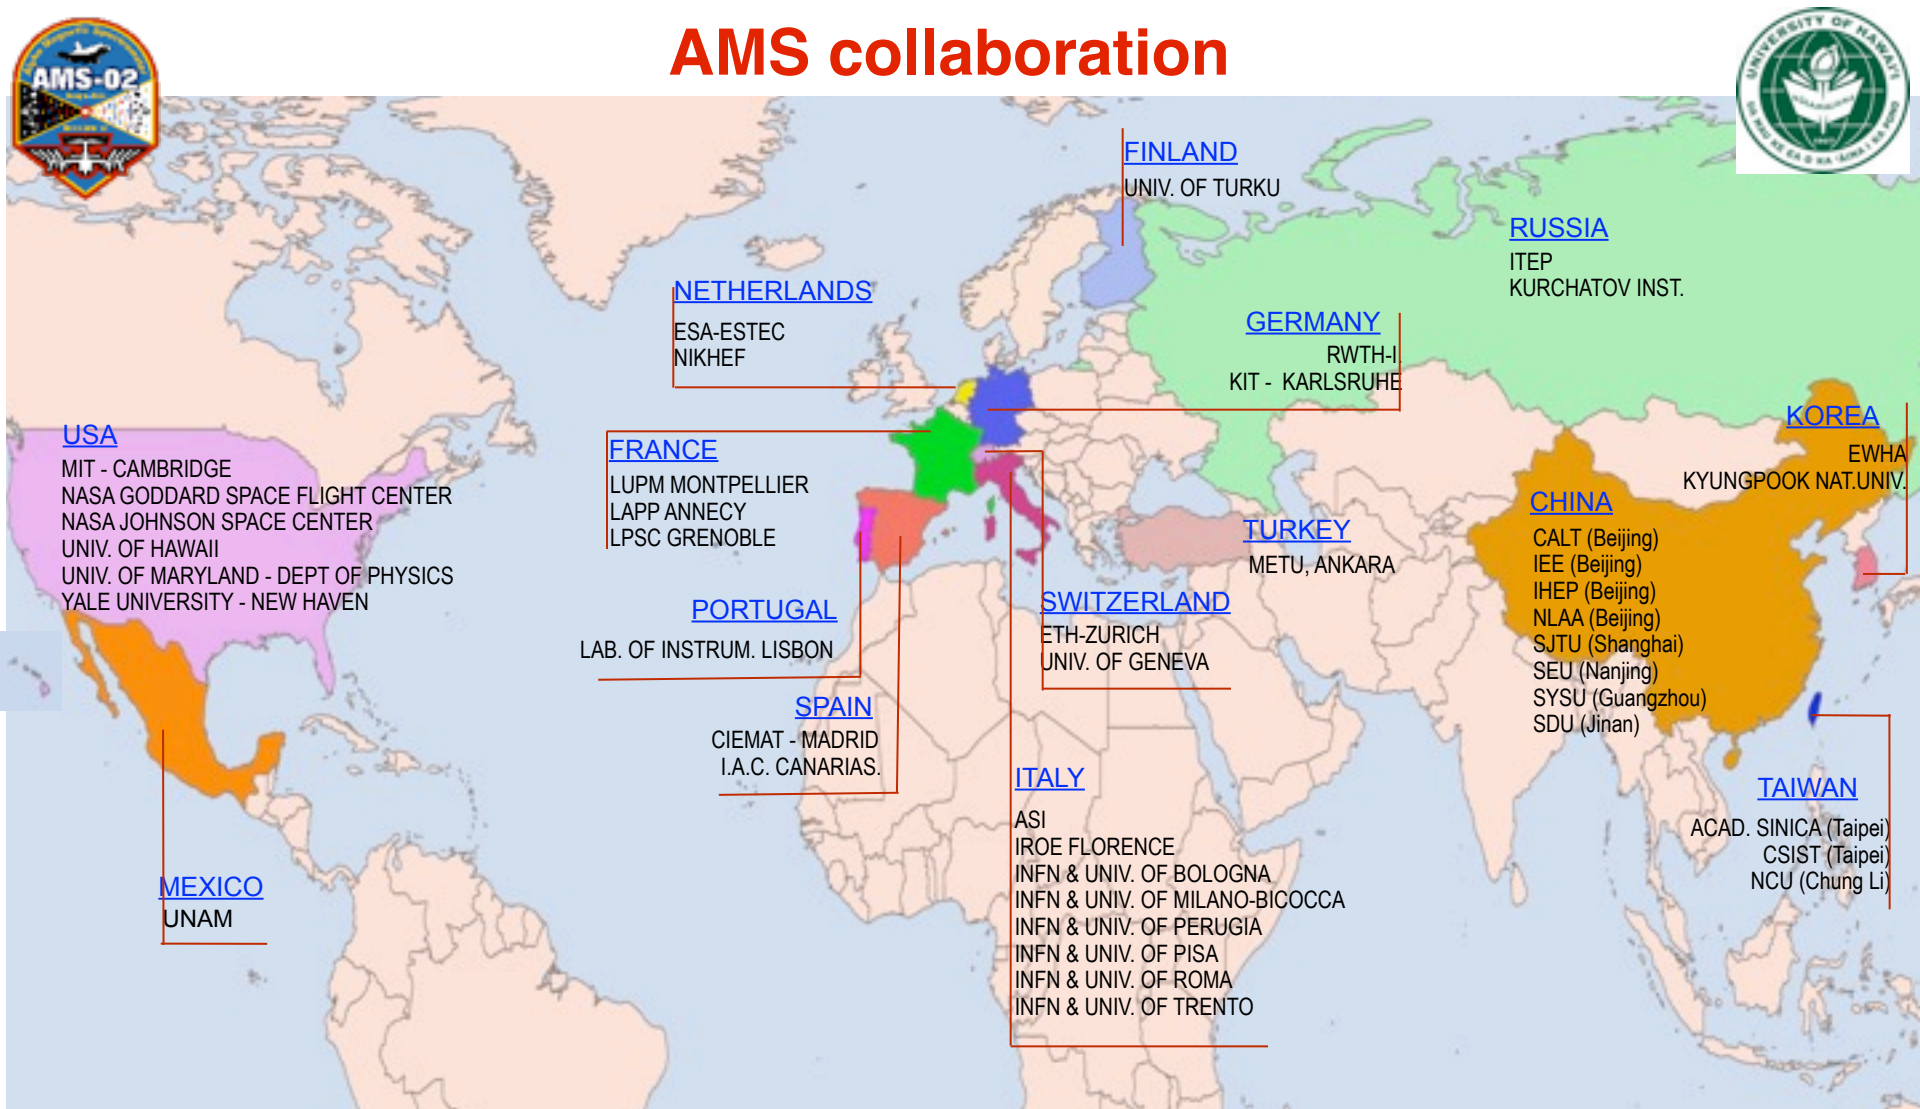 AMS collaboration
AMS-02
UNIVERSITY OF HAWAI'I
FINLAND
UNIV. OF TURKU
RUSSIA
ITEP
KURCHATOV INST.
NETHERLANDS
ESA-ESTEC
NIKHEF
GERMANY
RWTH-I.
KIT - KARLSRUHE
USA
MIT - CAMBRIDGE
NASA GODDARD SPACE FLIGHT CENTER
NASA JOHNSON SPACE CENTER
UNIV. OF HAWAII
UNIV. OF MARYLAND - DEPT OF PHYSICS
YALE UNIVERSITY - NEW HAVEN
FRANCE
LUPM MONTPELLIER
LAPP ANNECY
LPSC GRENOBLE
KOREA
EWHA
KYUNGPOOK NAT.UNIV.
CHINA
CALT (Beijing)
IEE (Beijing)
IHEP (Beijing)
NLAA (Beijing)
SJTU (Shanghai)
SEU (Nanjing)
SYSU (Guangzhou)
SDU (Jinan)
TURKEY
METU, ANKARA
PORTUGAL
LAB. OF INSTRUM. LISBON
SWITZERLAND
ETH-ZURICH
UNIV. OF GENEVA
SPAIN
CIEMAT - MADRID
I.A.C. CANARIAS.
ITALY
ASI
IROE FLORENCE
INFN & UNIV. OF BOLOGNA
INFN & UNIV. OF MILANO-BICOCCA
INFN & UNIV. OF PERUGIA
INFN & UNIV. OF PISA
INFN & UNIV. OF ROMA
INFN & UNIV. OF TRENTO
TAIWAN
ACAD. SINICA (Taipei)
CSIST (Taipei)
NCU (Chung Li)
MEXICO
UNAM